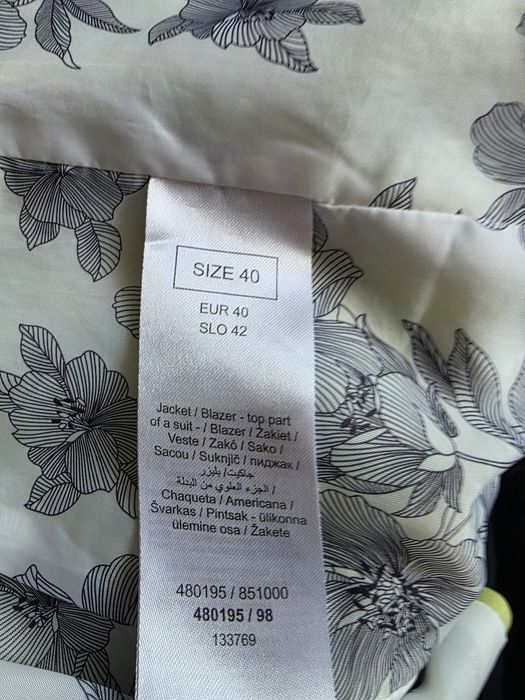 SIZE 40
EUR 40
SLO 42
Jacket / Blazer - top part
of a suit - / Blazer / Żakiet /
Veste / Zakó / Sako /
Sacou / Suknjič / пиджак /
جاكيت/ بليزر
/ الجزء العلوي من البدلة
Chaqueta / Americana /
Švarkas / Pintsak - ülikonna
ülemine osa / Žakete
480195 / 851000
480195 / 98
133769